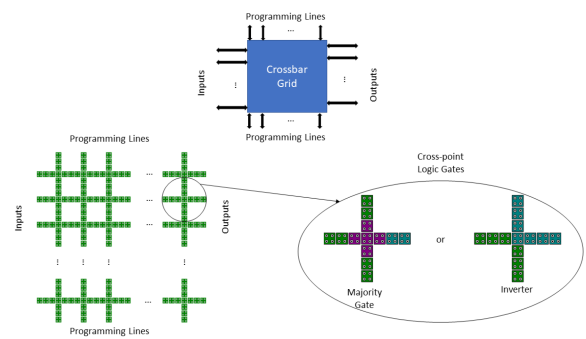 Programming Lines
...
Inputs
...
Crossbar
Grid
...
Outputs
...
Programming Lines
Programming Lines
Inputs
...
...
...
Outputs
...
...
...
...
...
Programming Lines
Cross-point
Logic Gates
or
Majority
Gate
Inverter